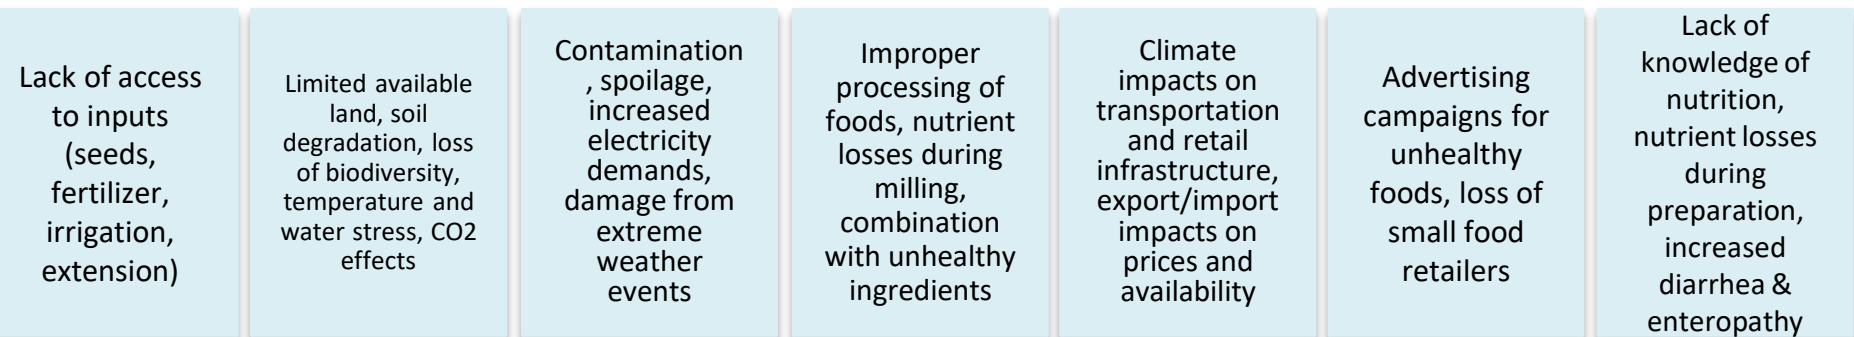 Lack of access
to inputs
(seeds,
fertilizer,
irrigation,
extension)
Limited available
land, soil
degradation, loss
of biodiversity,
temperature and
water stress, CO2
effects
Contamination
, spoilage,
increased
electricity
demands,
damage from
extreme
weather
events
Improper
processing of
foods, nutrient
losses during
milling,
combination
with unhealthy
ingredients
Climate
impacts on
transportation
and retail
infrastructure,
export/import
impacts on
prices and
availability
Advertising
campaigns for
unhealthy
foods, loss of
small food
retailers
Lack of
knowledge of
nutrition,
nutrient losses
during
preparation,
increased
diarrhea &
enteropathy